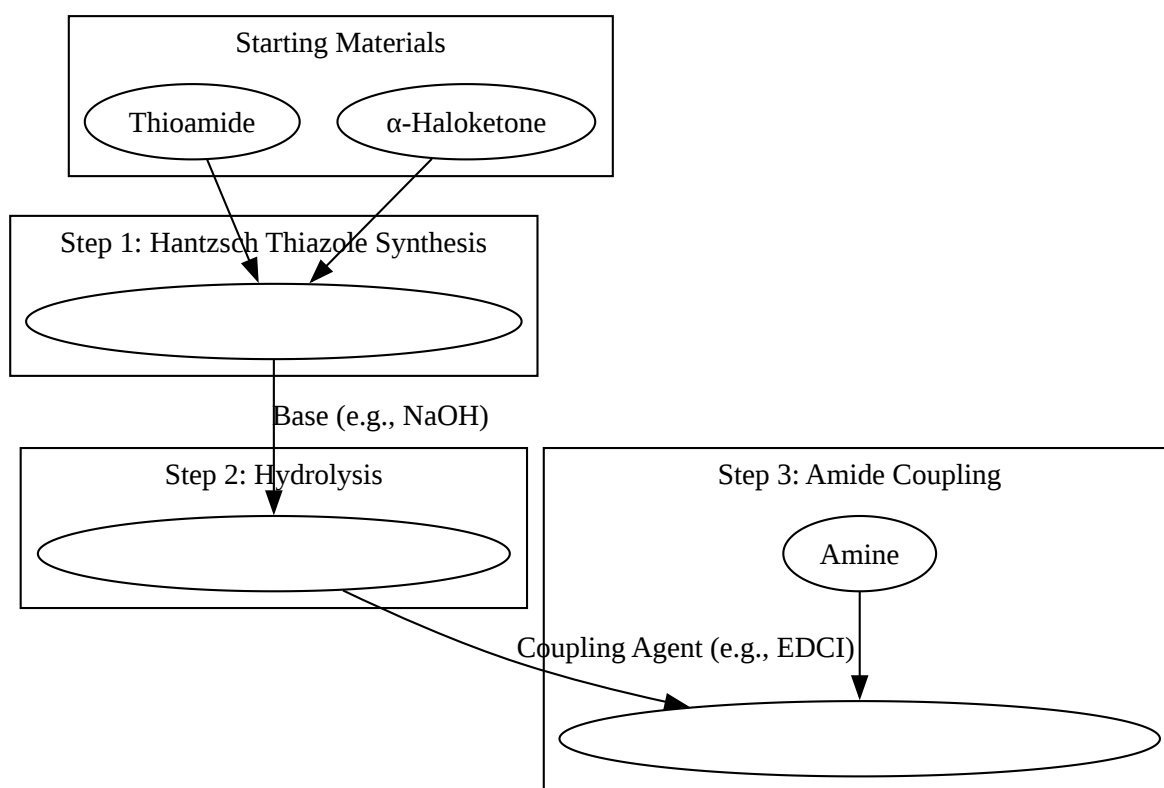 Starting Materials
Thioamide
α-Haloketone
Step 1: Hantzsch Thiazole Synthesis
Base (e.g., NaOH)
Step 2: Hydrolysis
Step 3: Amide Coupling
Amine
Coupling Agent (e.g., EDCI)